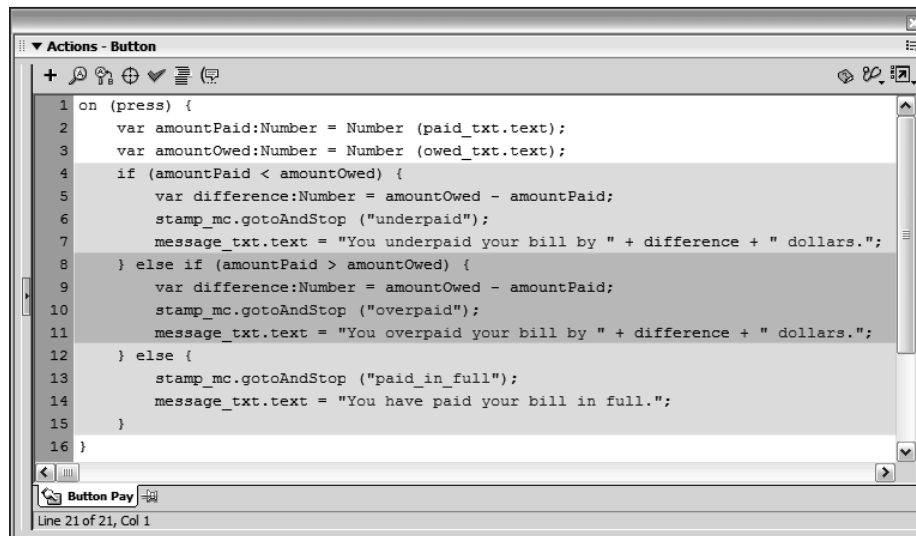 Actions - Button
1 on (press) {
2 var amountPaid:Number = Number (paid_txt.text);
3 var amountOwed:Number = Number (owed_txt.text);
4 if (amountPaid < amountOwed) {
5 var difference:Number = amountOwed - amountPaid;
6 stamp_mc.gotoAndStop ("underpaid");
7 message_txt.text = "You underpaid your bill by " + difference + " dollars.";
8 } else if (amountPaid > amountOwed) {
9 var difference:Number = amountOwed - amountPaid;
10 stamp_mc.gotoAndStop ("overpaid");
11 message_txt.text = "You overpaid your bill by " + difference + " dollars.";
12 } else {
13 stamp_mc.gotoAndStop ("paid_in_full");
14 message_txt.text = "You have paid your bill in full.";
15 }
16 }
Button Pay
Line 21 of 21, Col 1